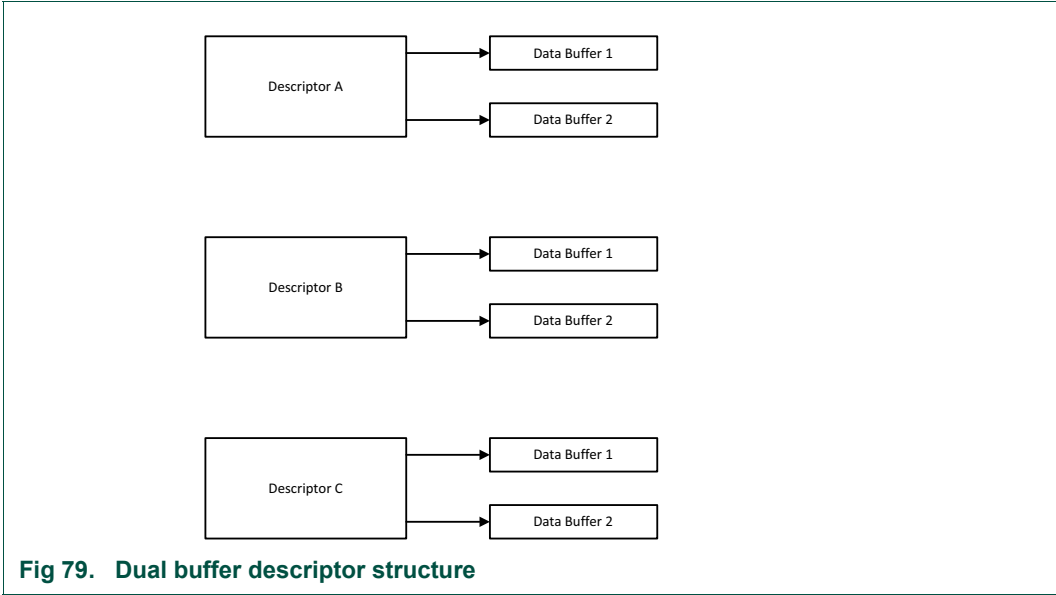 Descriptor A
Data Buffer 1
Data Buffer 2
Descriptor B
Data Buffer 1
Data Buffer 2
Descriptor C
Data Buffer 1
Data Buffer 2
Fig 79. Dual buffer descriptor structure